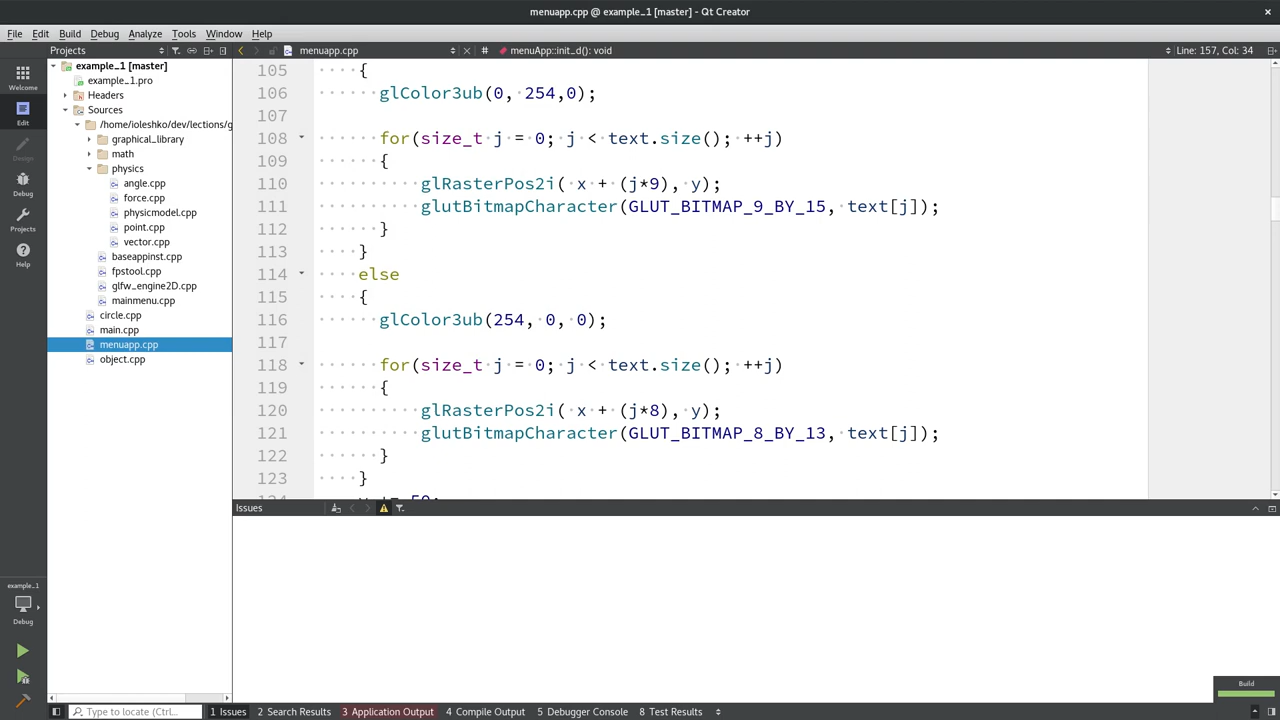 menuapp.cpp @ example_1 [master] - Qt Creator
File Edit Build Debug Analyze Tools Window Help
Projects menuapp.cpp # menuApp::init_d(): void Line: 157, Col: 34
Welcome
Edit
Design
Debug
Projects
Help
example_1
Debug
example_1 [master]
example_1.pro
Headers
Sources
/home/ioleshko/dev/lections/g
graphical_library
math
physics
angle.cpp
force.cpp
physicmodel.cpp
point.cpp
vector.cpp
baseappinst.cpp
fpstool.cpp
glfw_engine2D.cpp
mainmenu.cpp
circle.cpp
main.cpp
menuapp.cpp
object.cpp
105 {
106 glColor3ub(0, 254,0);
107
108 for(size_t j = 0; j < text.size(); ++j)
109 {
110 glRasterPos2i( x + (j*9), y);
111 glutBitmapCharacter(GLUT_BITMAP_9_BY_15, text[j]);
112 }
113 }
114 else
115 {
116 glColor3ub(254, 0, 0);
117
118 for(size_t j = 0; j < text.size(); ++j)
119 {
120 glRasterPos2i( x + (j*8), y);
121 glutBitmapCharacter(GLUT_BITMAP_8_BY_13, text[j]);
122 }
123 }
Issues
Build
Type to locate (Ctrl... 1 Issues 2 Search Results 3 Application Output 4 Compile Output 5 Debugger Console 8 Test Results